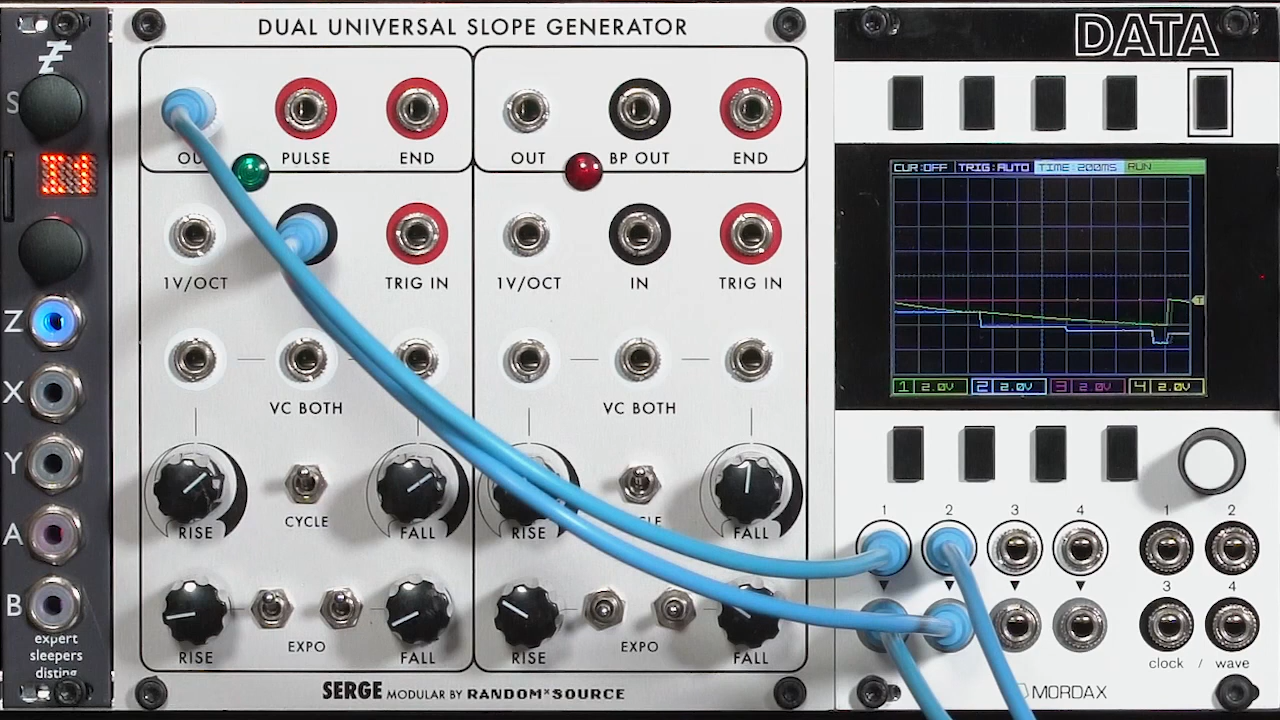 DUAL UNIVERSAL SLOPE GENERATOR
PULSE
END
OUT
BP OUT
END
1V/OCT
TRIG IN
1V/OCT
IN
TRIG IN
VC BOTH
VC BOTH
RISE
CYCLE
FALL
RISE
FALL
RISE
EXPO
FALL
RISE
EXPO
FALL
SERGE MODULAR BY RANDOM*SOURCE
S
Z
X
Y
A
B
expert
sleepers
disting
DATA
CUR:OFF TRIG:AUTO TIME:200MS RUN
T
1 2.0V 2 2.0V 3 2.0V 4 2.0V
1 2 3 4 1 2
3 4
clock / wave
MORDAX